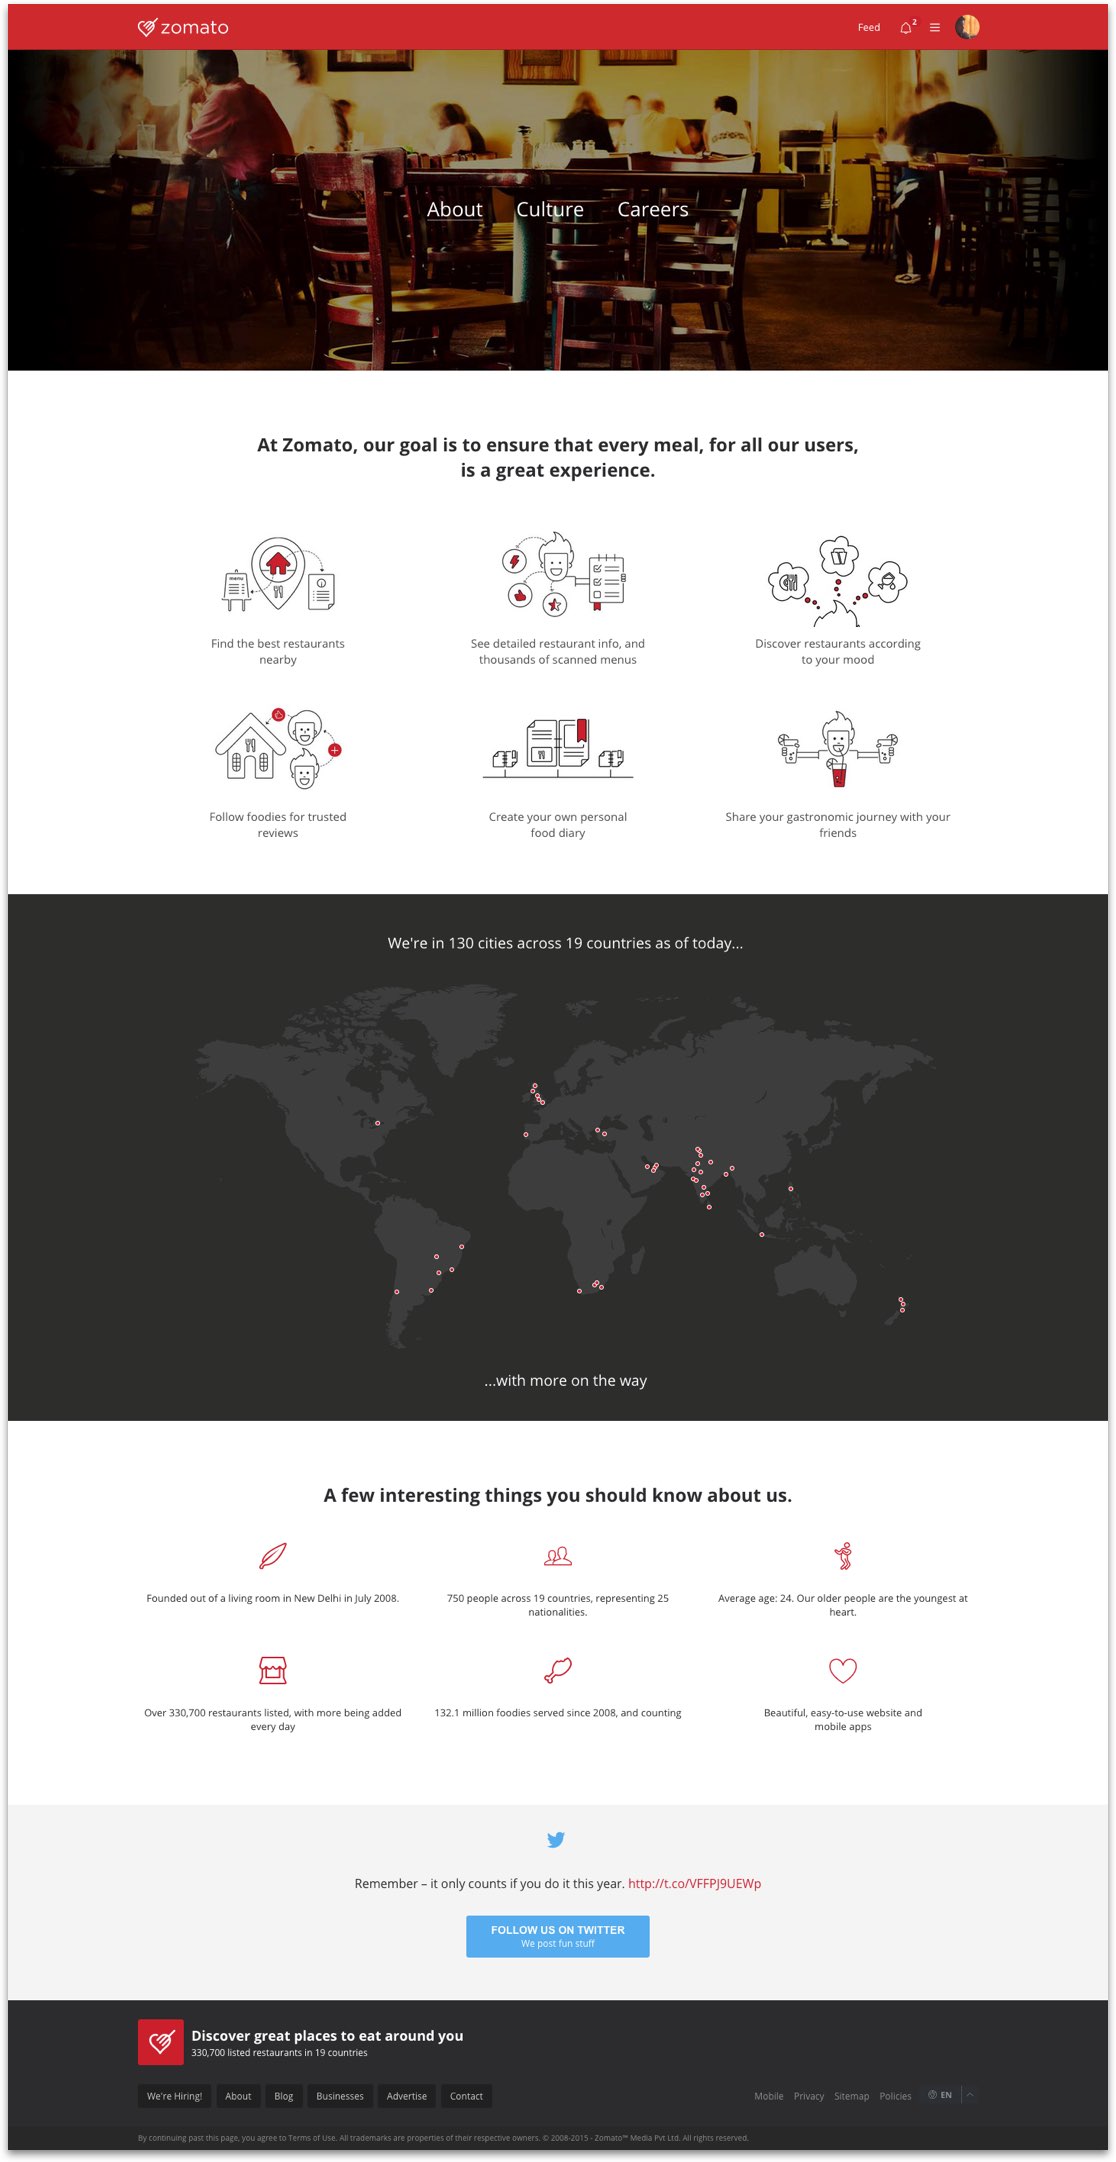 zomato
Feed
2
About Culture Careers
At Zomato, our goal is to ensure that every meal, for all our users,
is a great experience.
menu
Find the best restaurants
nearby
See detailed restaurant info, and
thousands of scanned menus
Discover restaurants according
to your mood
Follow foodies for trusted
reviews
Create your own personal
food diary
Share your gastronomic journey with your
friends
We're in 130 cities across 19 countries as of today...
...with more on the way
A few interesting things you should know about us.
Founded out of a living room in New Delhi in July 2008.
750 people across 19 countries, representing 25
nationalities.
Average age: 24. Our older people are the youngest at
heart.
Over 330,700 restaurants listed, with more being added
every day
132.1 million foodies served since 2008, and counting
Beautiful, easy-to-use website and
mobile apps
Remember – it only counts if you do it this year. http://t.co/VFFPJ9UEWp
FOLLOW US ON TWITTER
We post fun stuff
Discover great places to eat around you
330,700 listed restaurants in 19 countries
We're Hiring! About Blog Businesses Advertise Contact
Mobile Privacy Sitemap Policies EN
By continuing past this page, you agree to Terms of Use. All trademarks are properties of their respective owners. © 2008-2015 - Zomato™ Media Pvt Ltd. All rights reserved.